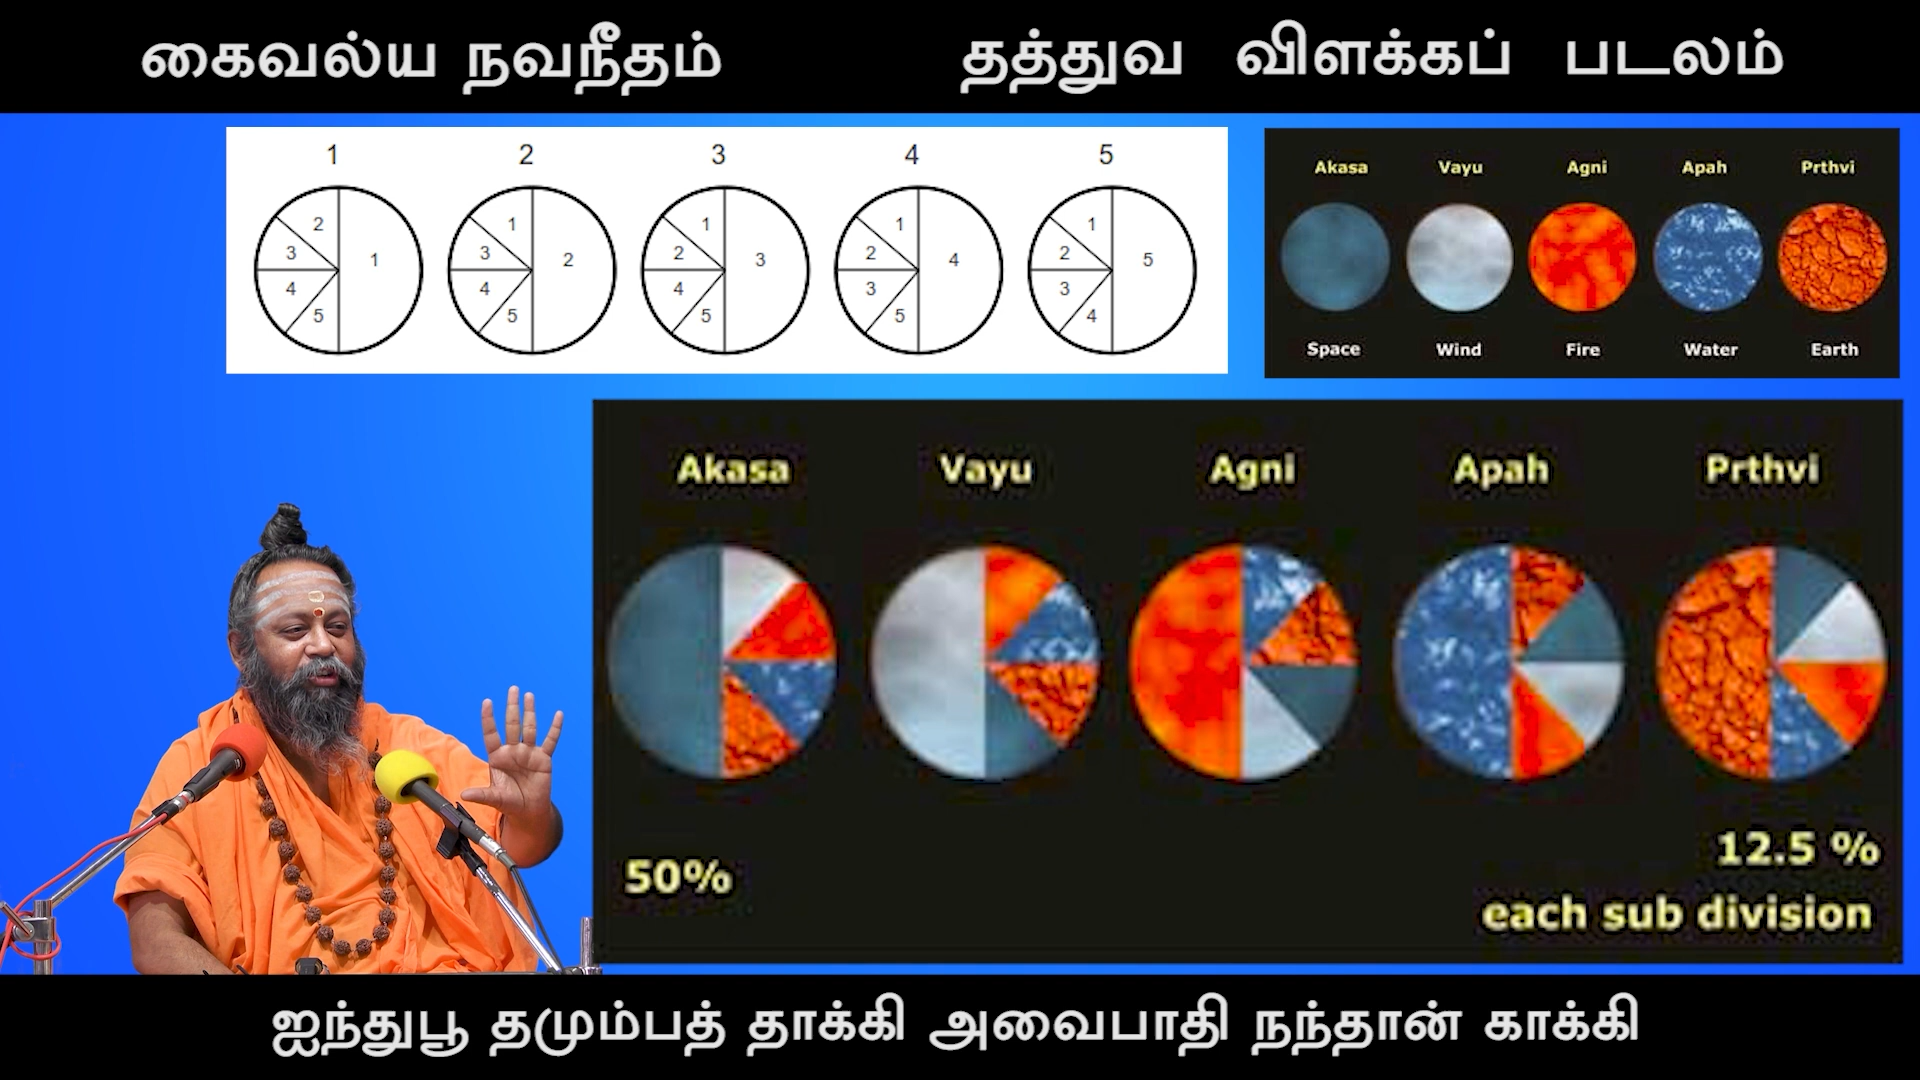 கைவல்ய நவநீதம் தத்துவ விளக்கப் படலம்
1 2 3 4 5
2 1 1 1 1
3 1 3 2 2 3 2 4 2 5
4 4 4 3 3
5 5 5 5 4
Akasa Vayu Agni Apah Prthvi
Space Wind Fire Water Earth
Akasa Vayu Agni Apah Prthvi
50%
12.5 %
each sub division
ஐந்துபூ தமும்பத் தாக்கி அவைபாதி நந்தான் காக்கி